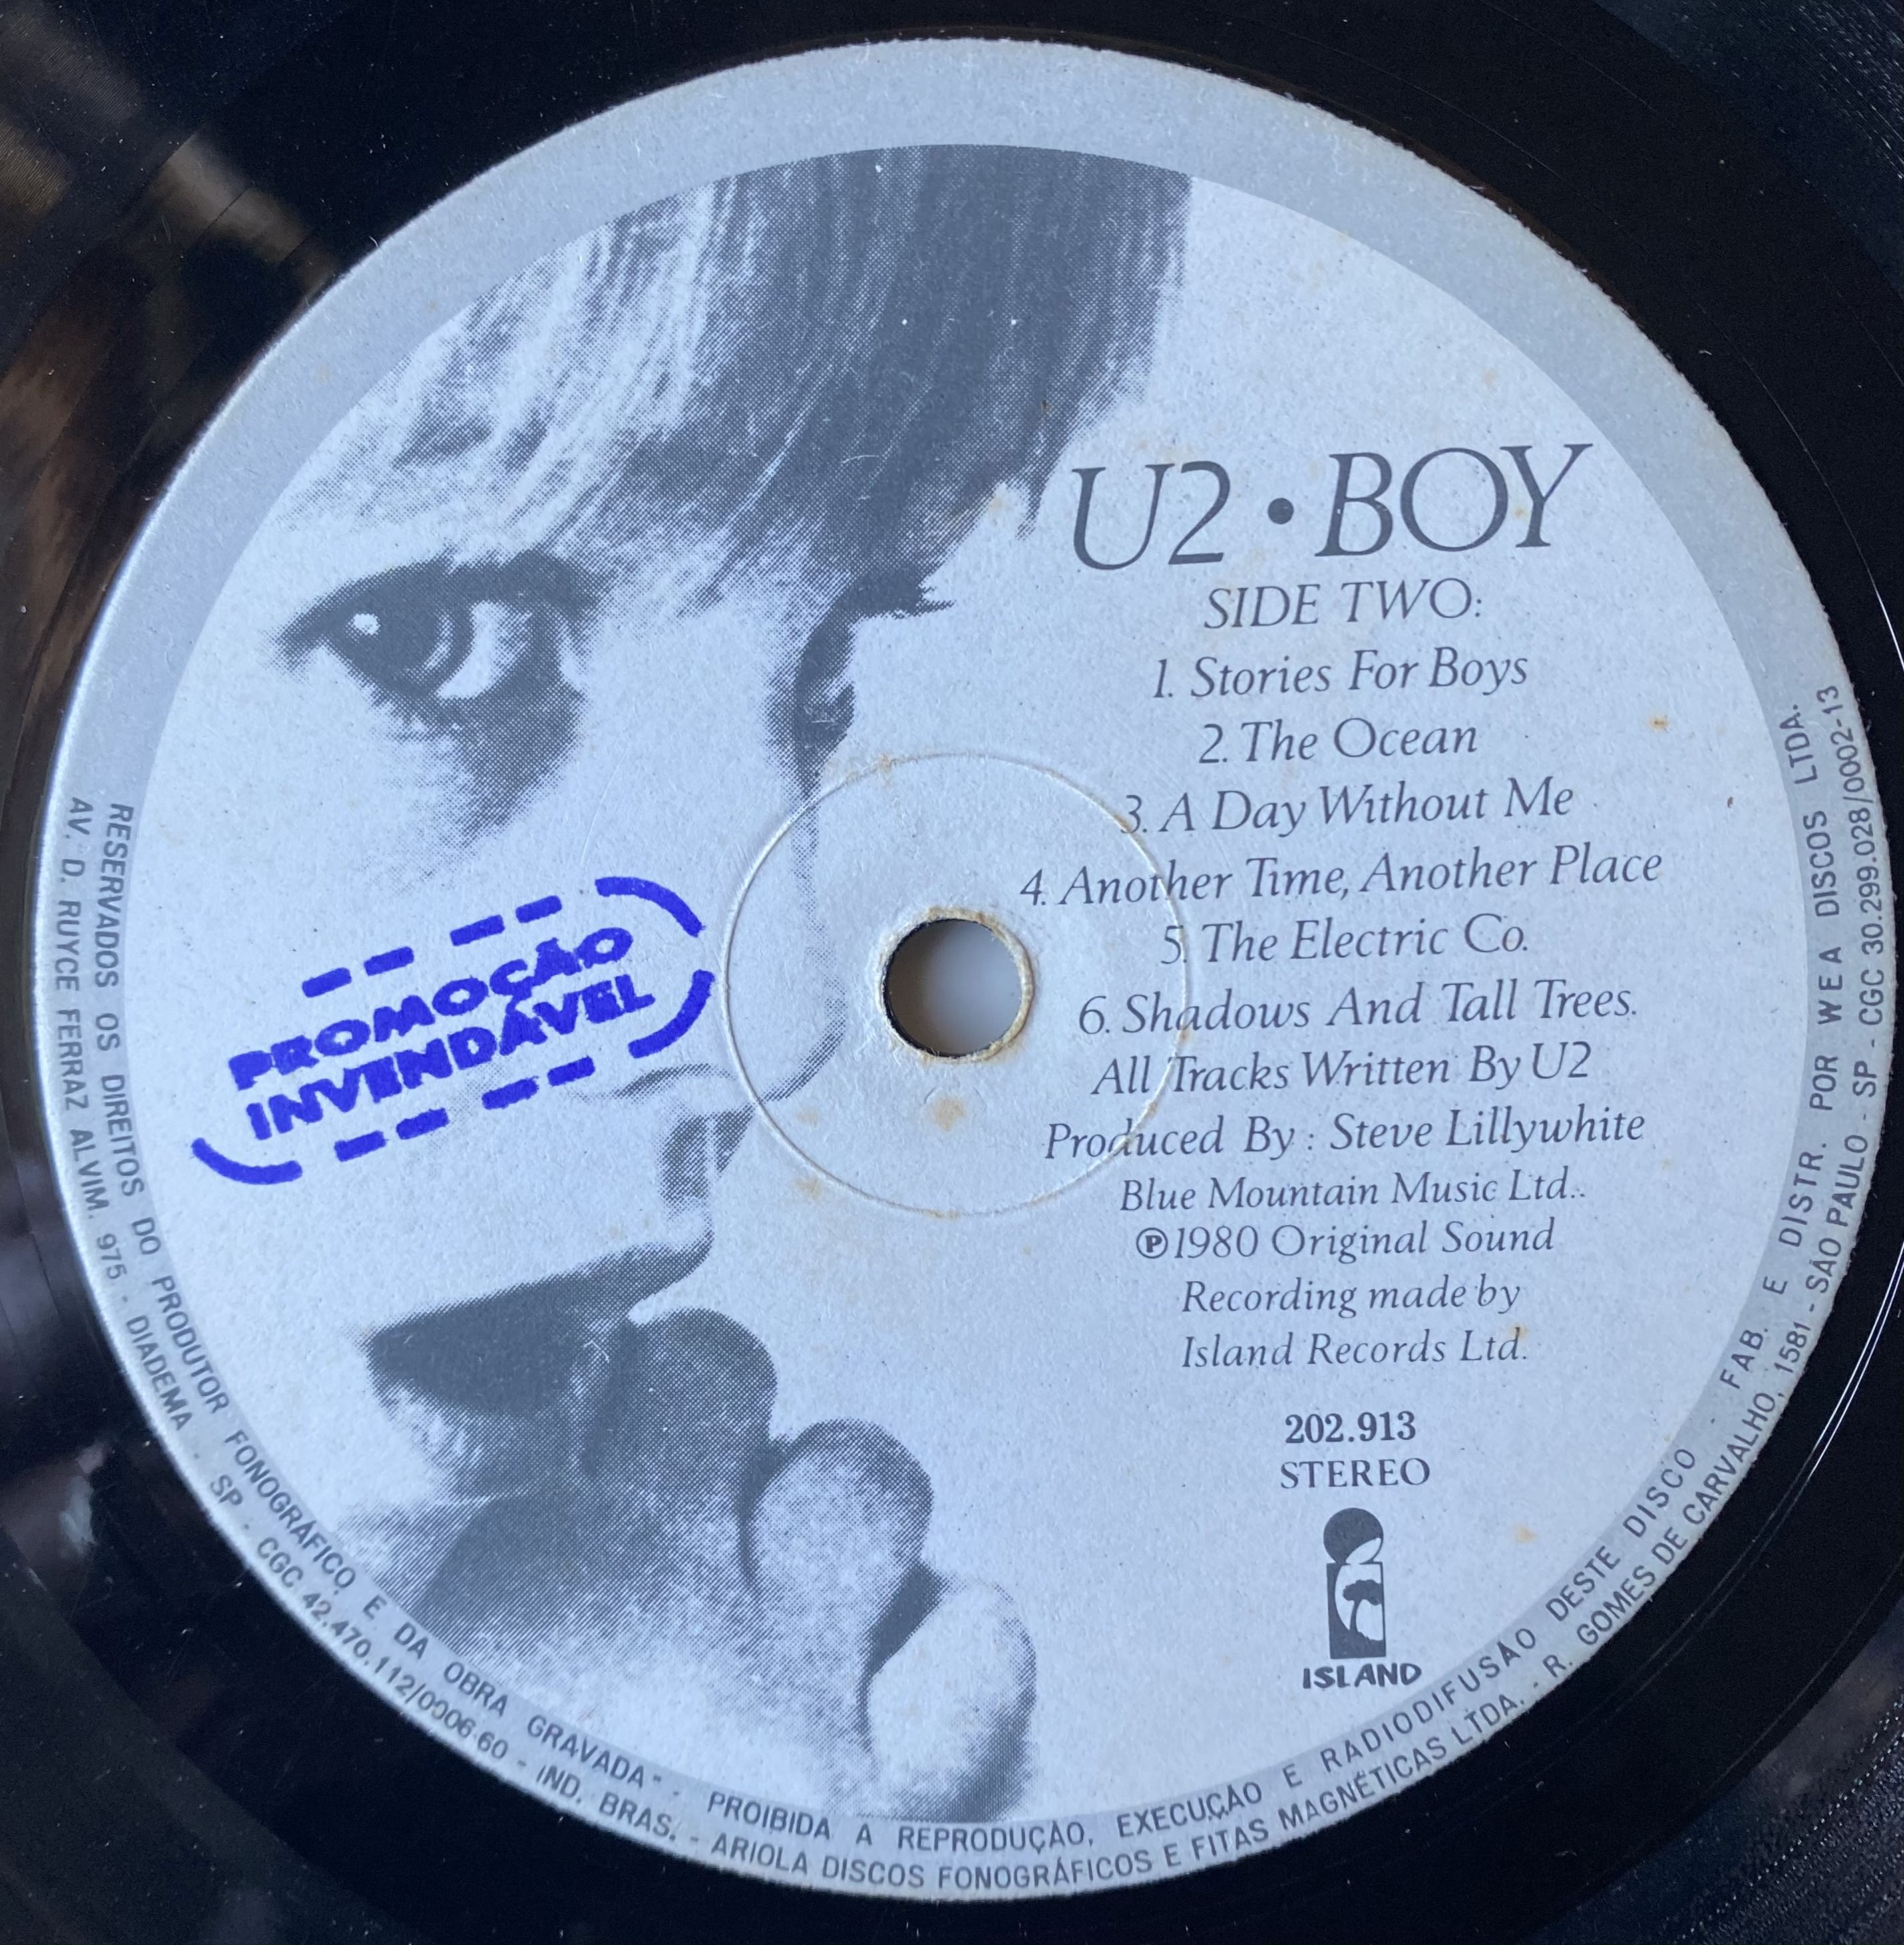 U2 • BOY
SIDE TWO:
1. Stories For Boys
2. The Ocean
3. A Day Without Me
4. Another Time, Another Place
5. The Electric Co.
6. Shadows And Tall Trees.
All Tracks Written By U2
Produced By : Steve Lillywhite
Blue Mountain Music Ltd..
℗1980 Original Sound
Recording made by
Island Records Ltd.
202.913
STEREO
ISLAND
PROMOÇÃO
INVENDÁVEL
RESERVADOS OS DIREITOS DO PRODUTOR FONOGRÁFICO E DA OBRA GRAVADA" - PROIBIDA A REPRODUÇÃO, EXECUÇÃO E RADIODIFUSÃO DESTE DISCO - FAB. E DISTR. POR WEA DISCOS LTDA.
AV. D. RUYCE FERRAZ ALVIM. 975 - DIADEMA - SP - CGC 42.470.112/0006-60 - IND. BRAS. - ARIOLA DISCOS FONOGRÁFICOS E FITAS MAGNÉTICAS LTDA. - R. GOMES DE CARVALHO, 1581 - SÃO PAULO - SP - CGC 30.299.028/0002-13